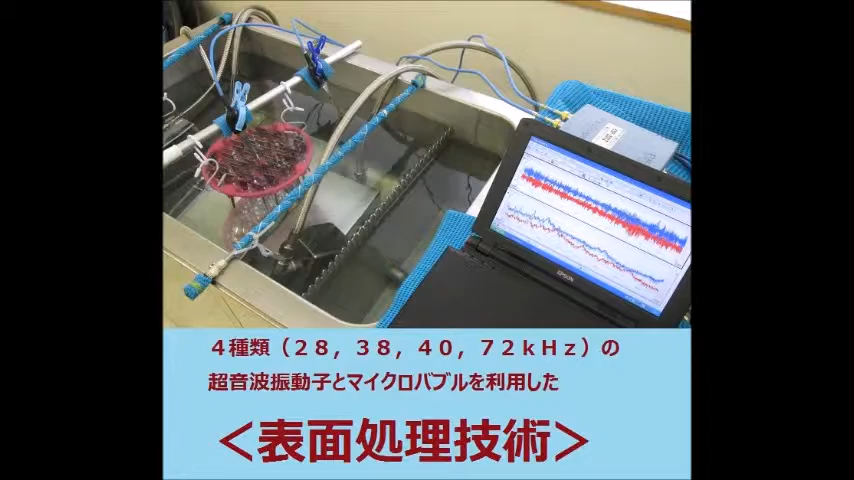 EPSON
４種類（２８，３８，４０，７２ｋＨｚ）の
超音波振動子とマイクロバブルを利用した
＜表面処理技術＞